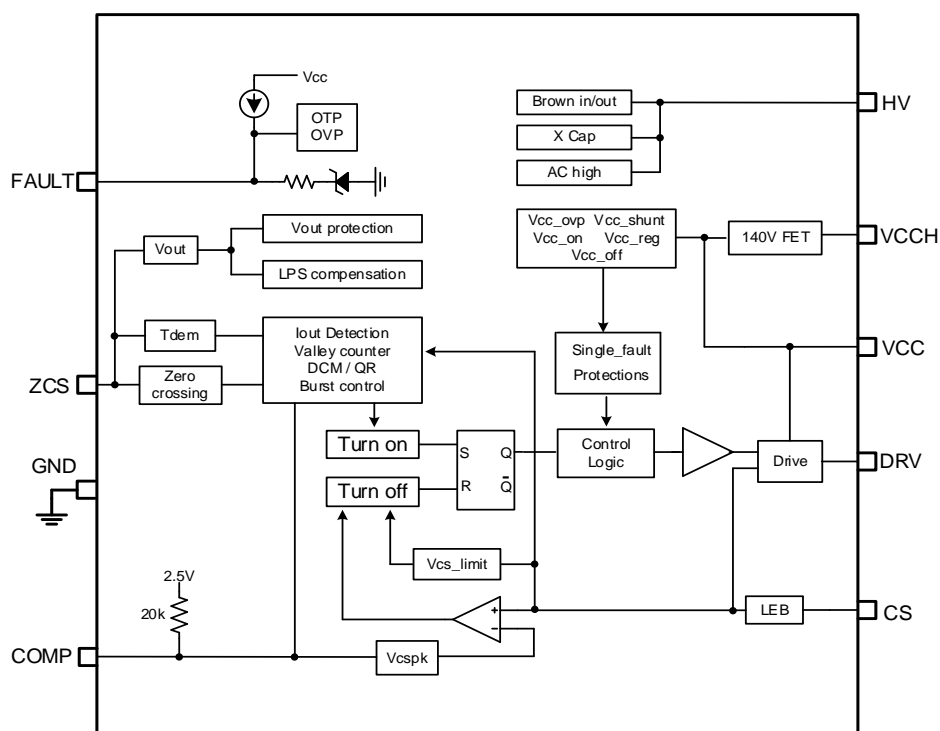 Vcc
OTP
OVP
FAULT
Brown in/out
X Cap
AC high
HV
Vout
Vout protection
LPS compensation
Vcc_ovp Vcc_shunt
Vcc_on Vcc_reg
Vcc_off
140V FET
VCCH
Tdem
Zero
crossing
ZCS
Iout Detection
Valley counter
DCM / QR
Burst control
Single_fault
Protections
VCC
GND
Turn on
Turn off
S Q
R Q̅
Control
Logic
Drive
DRV
Vcs_limit
2.5V
20k
+
−
LEB
CS
COMP
Vcspk